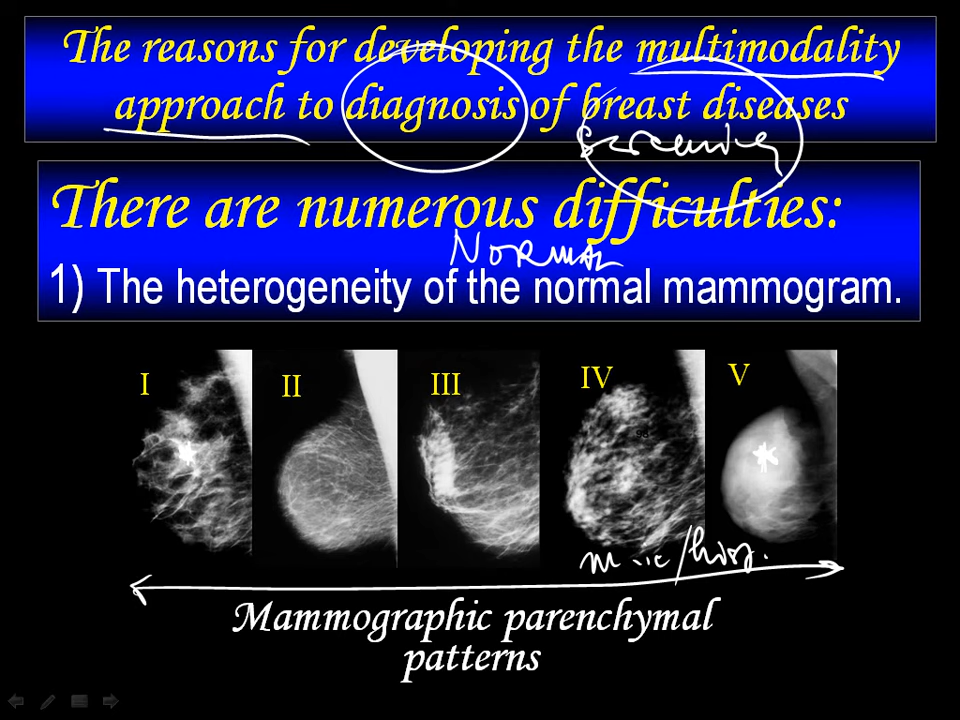 The reasons for developing the multimodality
approach to diagnosis of breast diseases
Screening
There are numerous difficulties:
NORMAL
1) The heterogeneity of the normal mammogram.
I II III IV V
Mammographic parenchymal
patterns